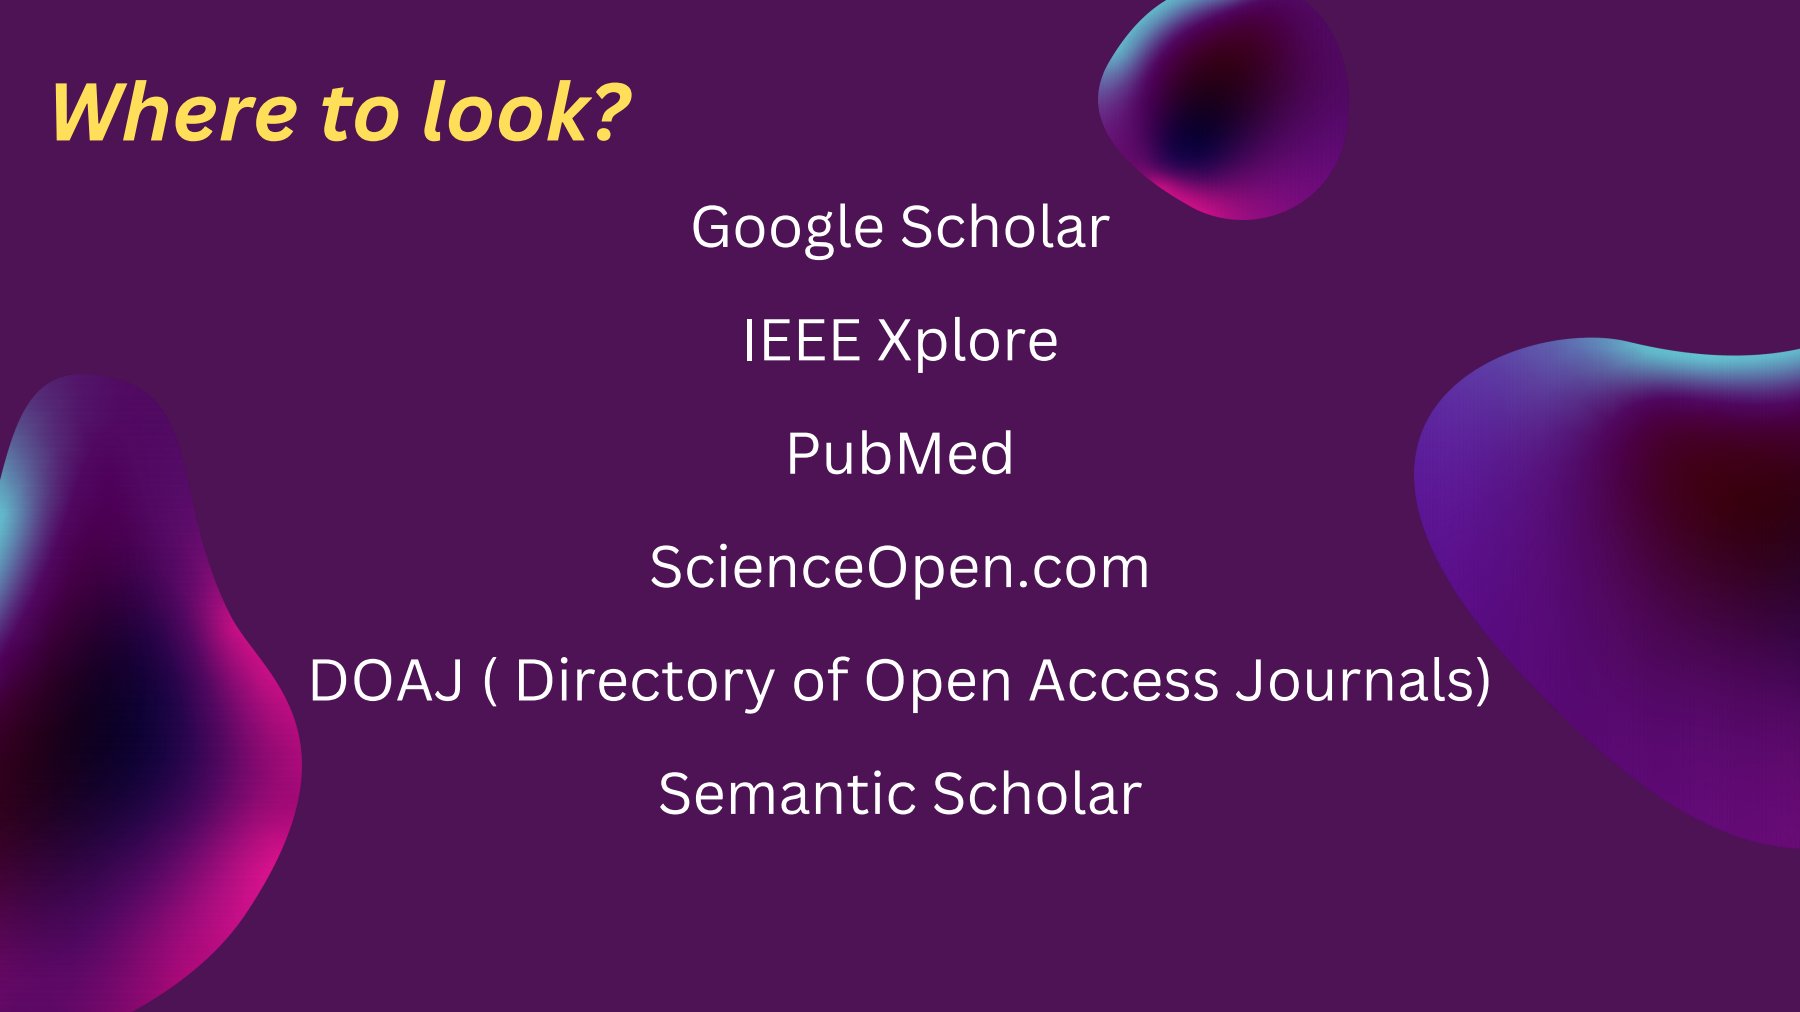 Where to look?
Google Scholar
IEEE Xplore
PubMed
ScienceOpen.com
DOAJ ( Directory of Open Access Journals)
Semantic Scholar